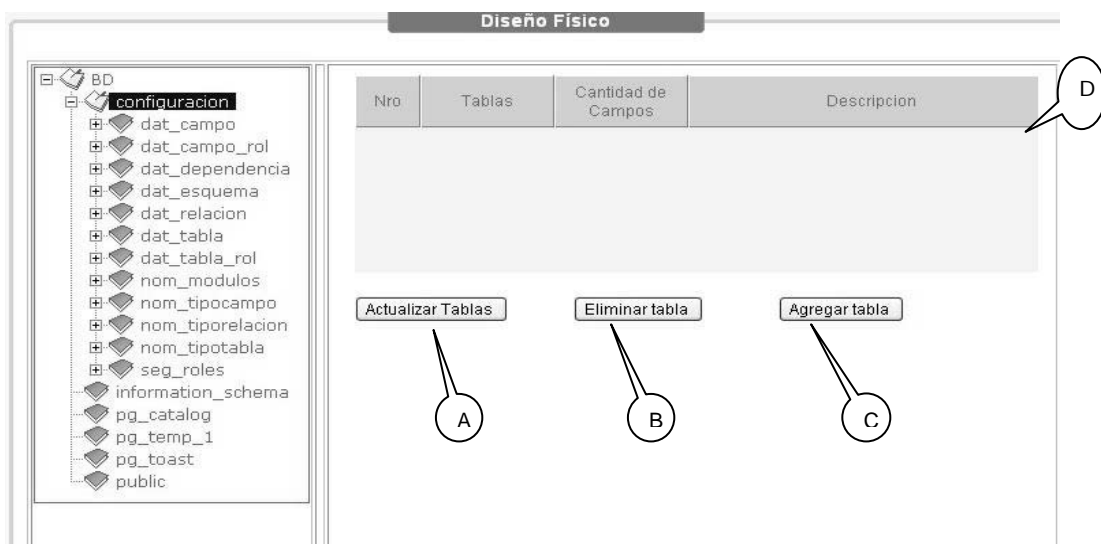 Diseño Físico
BD
configuracion
dat_campo
dat_campo_rol
dat_dependencia
dat_esquema
dat_relacion
dat_tabla
dat_tabla_rol
nom_modulos
nom_tipocampo
nom_tiporelacion
nom_tipotabla
seg_roles
information_schema
pg_catalog
pg_temp_1
pg_toast
public
Nro
Tablas
Cantidad de
Campos
Descripcion
D
Actualizar Tablas
Eliminar tabla
Agregar tabla
A
B
C